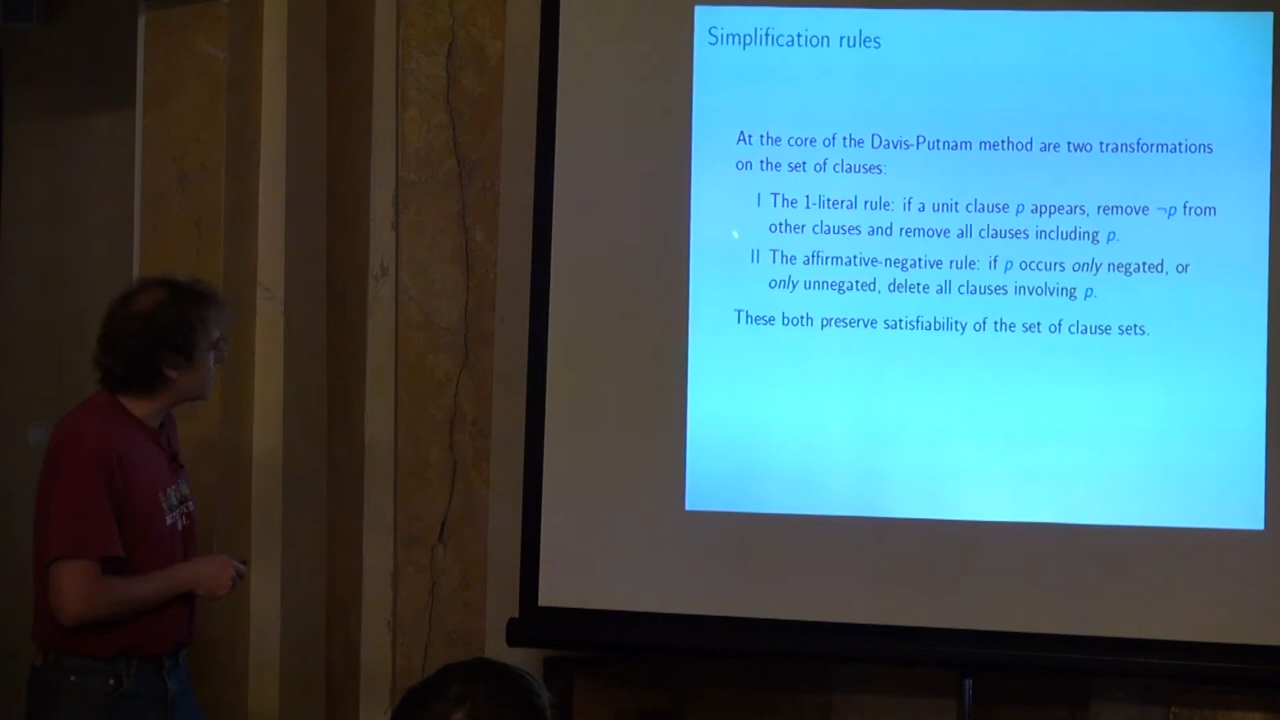 Simplification rules
At the core of the Davis-Putnam method are two transformations
on the set of clauses:
I The 1-literal rule: if a unit clause p appears, remove ¬p from
other clauses and remove all clauses including p.
II The affirmative-negative rule: if p occurs only negated, or
only unnegated, delete all clauses involving p.
These both preserve satisfiability of the set of clause sets.